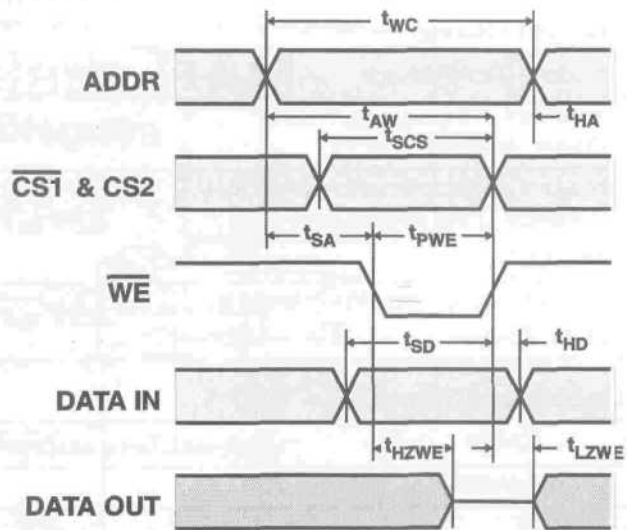 tWC
ADDR
tAW
tHA
tSCS
CS1 & CS2
tSA
tPWE
WE
tSD
tHD
DATA IN
tHZWE
tLZWE
DATA OUT